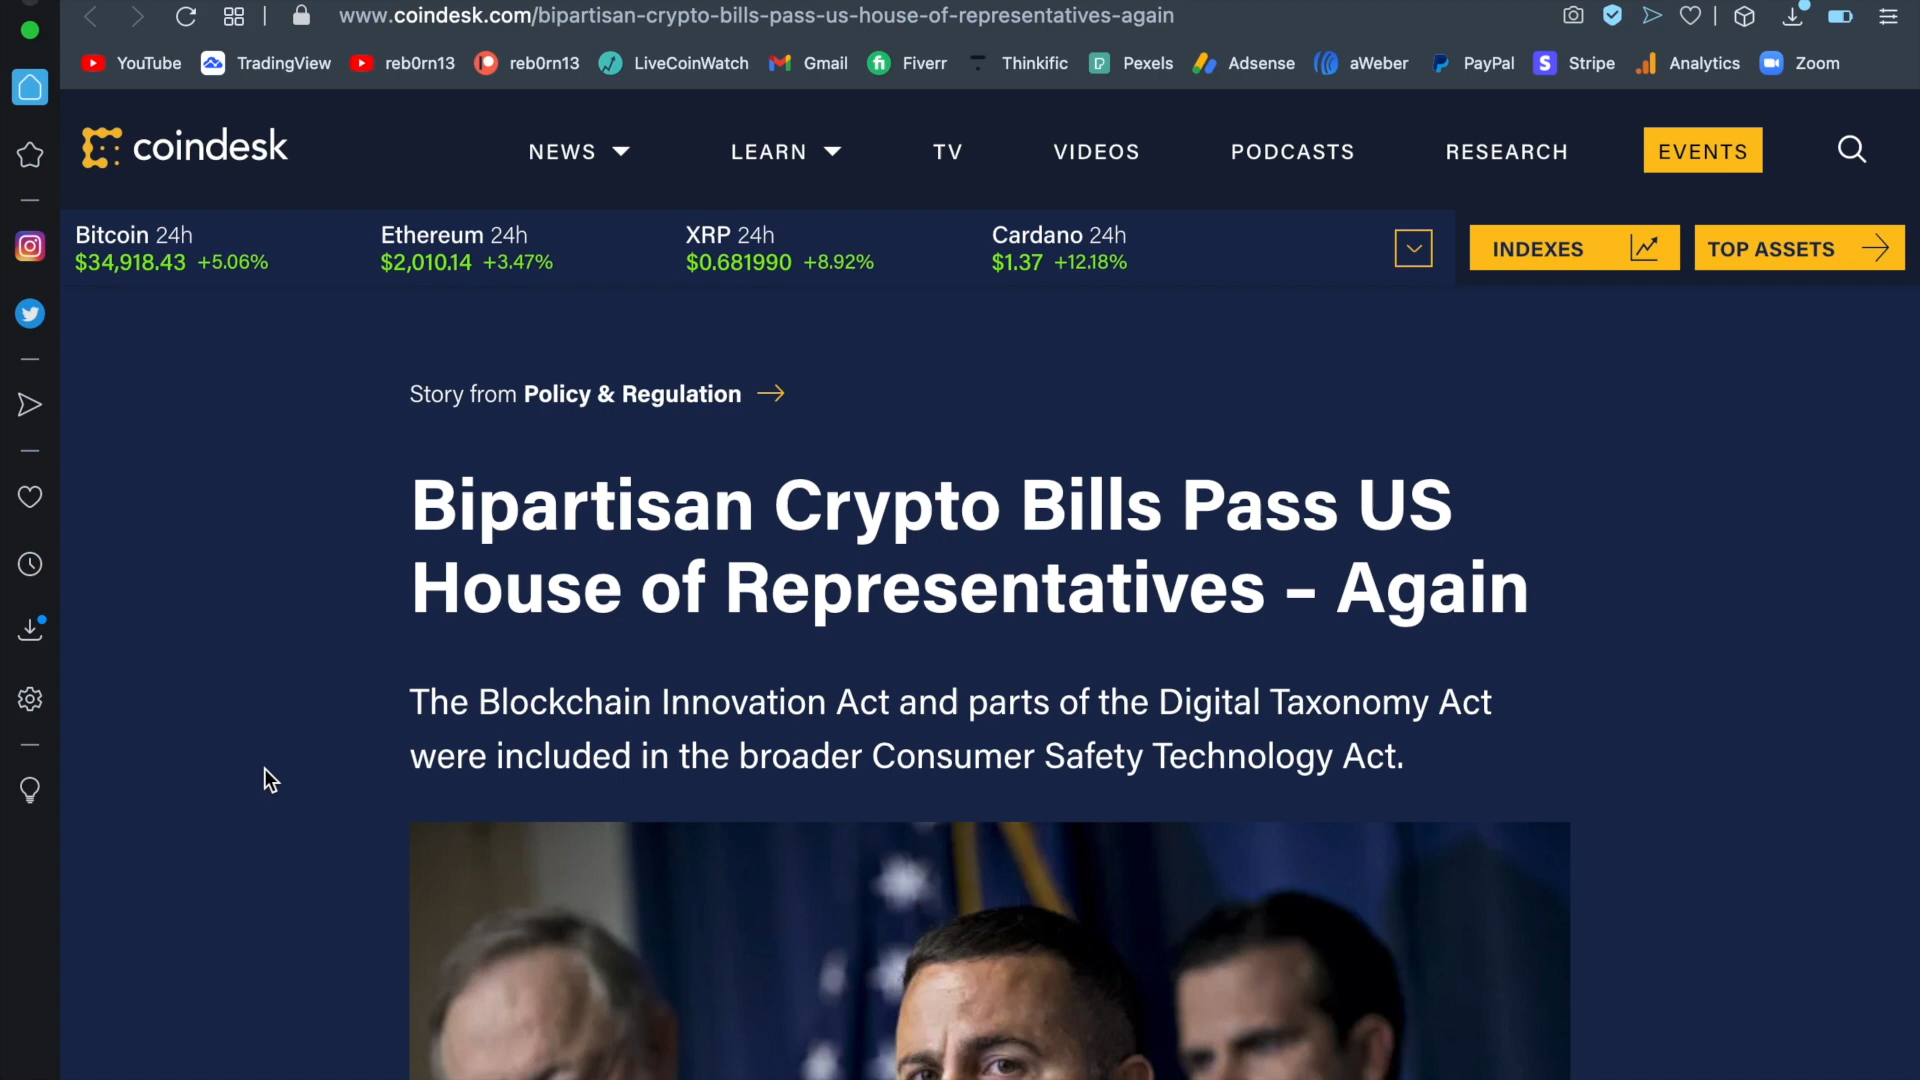 www.coindesk.com/bipartisan-crypto-bills-pass-us-house-of-representatives-again
YouTube TradingView reb0rn13 reb0rn13 LiveCoinWatch Gmail Fiverr Thinkific Pexels Adsense aWeber PayPal Stripe Analytics Zoom
coindesk NEWS LEARN TV VIDEOS PODCASTS RESEARCH EVENTS
Bitcoin 24h Ethereum 24h XRP 24h Cardano 24h
$34,918.43 +5.06% $2,010.14 +3.47% $0.681990 +8.92% $1.37 +12.18%
INDEXES TOP ASSETS
Story from Policy & Regulation
Bipartisan Crypto Bills Pass US
House of Representatives – Again
The Blockchain Innovation Act and parts of the Digital Taxonomy Act
were included in the broader Consumer Safety Technology Act.